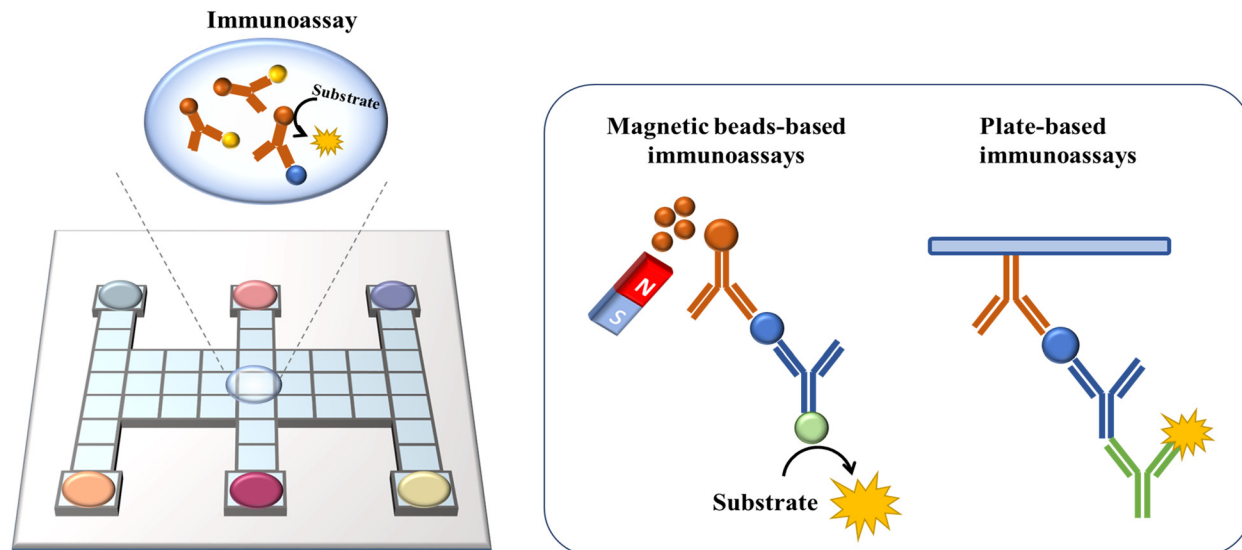 Immunoassay
Substrate
Magnetic beads-based
immunoassays
N
S
Substrate
Plate-based
immunoassays